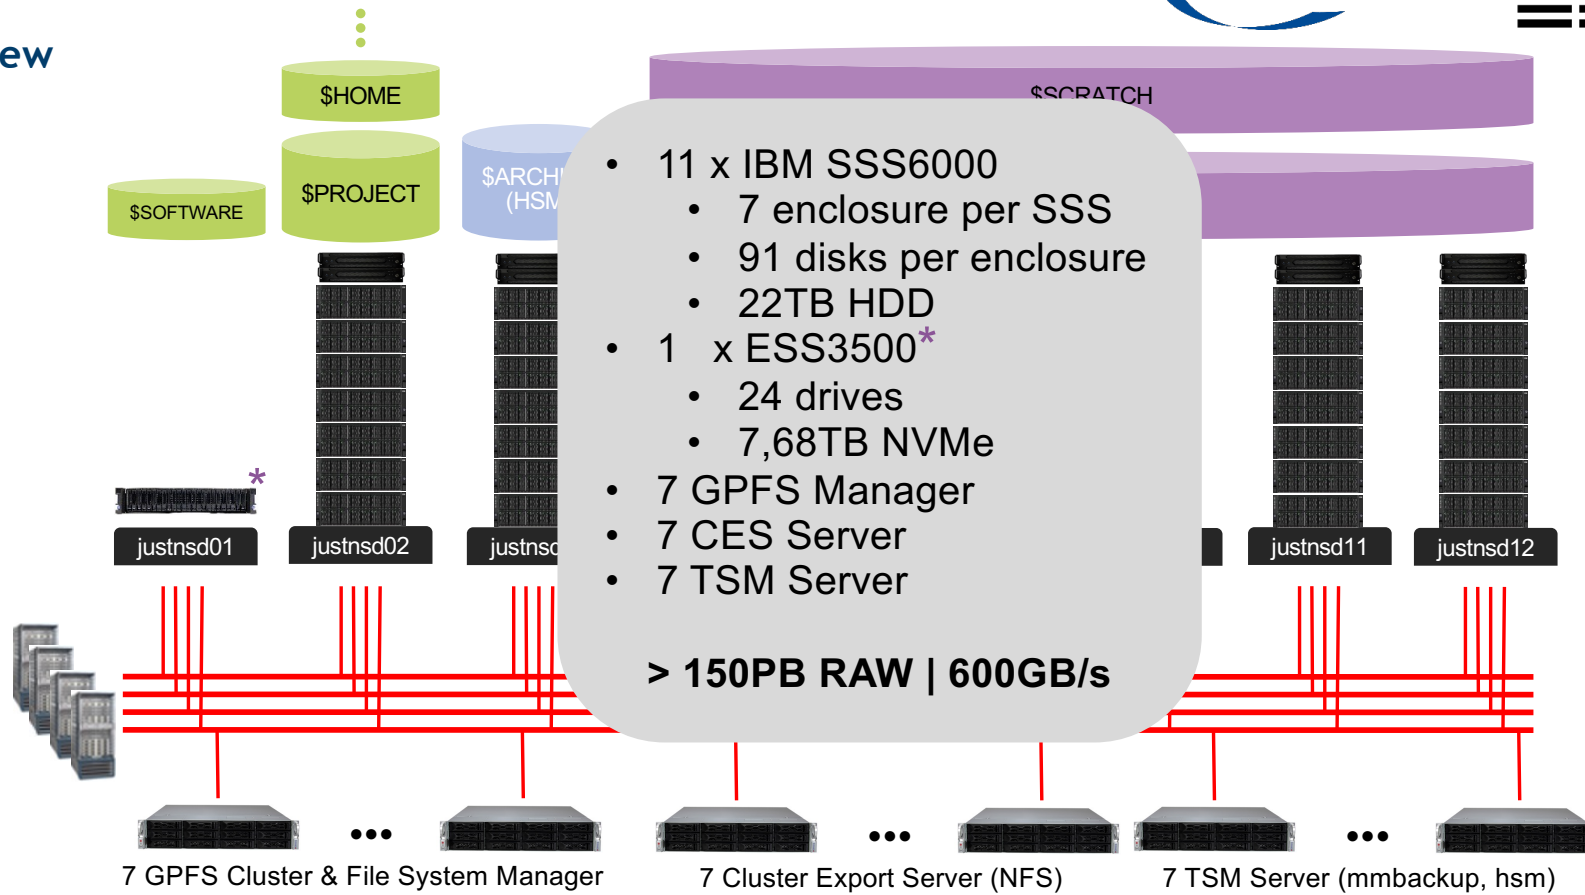 ew
$HOME
$SCRATCH
$PROJECT
$SOFTWARE
• 11 x IBM SSS6000
• 7 enclosure per SSS
• 91 disks per enclosure
• 22TB HDD
• 1 x ESS3500*
• 24 drives
• 7,68TB NVMe
• 7 GPFS Manager
• 7 CES Server
• 7 TSM Server
> 150PB RAW | 600GB/s
$ARCHI
(HSM
*
justnsd01
justnsd02
justnsd
justnsd11
justnsd12
7 GPFS Cluster & File System Manager
7 Cluster Export Server (NFS)
7 TSM Server (mmbackup, hsm)